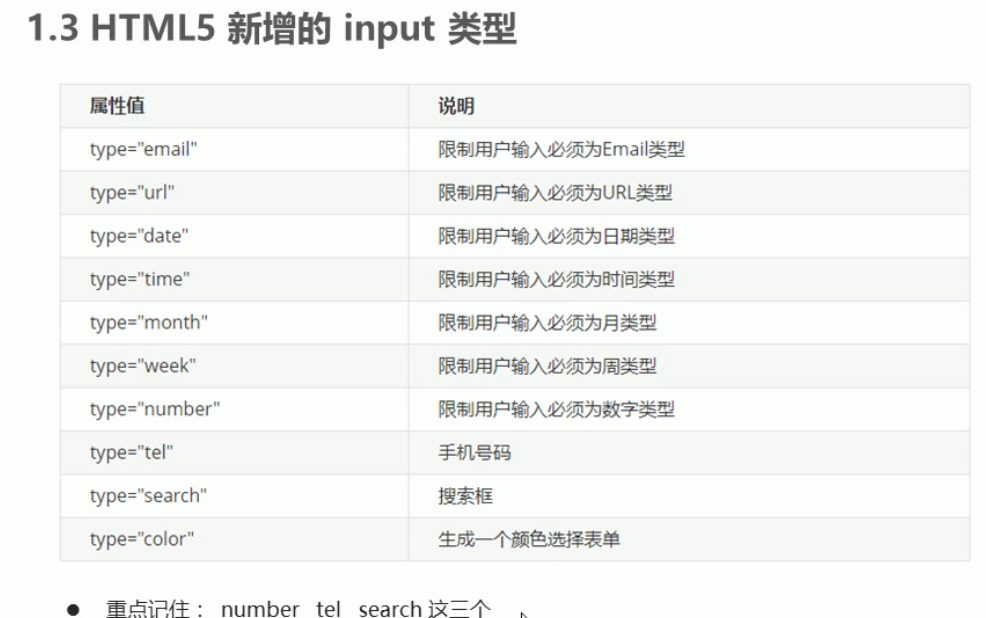 1.3 HTML5 新增的 input 类型
属性值 说明
type="email" 限制用户输入必须为Email类型
type="url" 限制用户输入必须为URL类型
type="date" 限制用户输入必须为日期类型
type="time" 限制用户输入必须为时间类型
type="month" 限制用户输入必须为月类型
type="week" 限制用户输入必须为周类型
type="number" 限制用户输入必须为数字类型
type="tel" 手机号码
type="search" 搜索框
type="color" 生成一个颜色选择表单
● 重点记住： number tel search 这三个